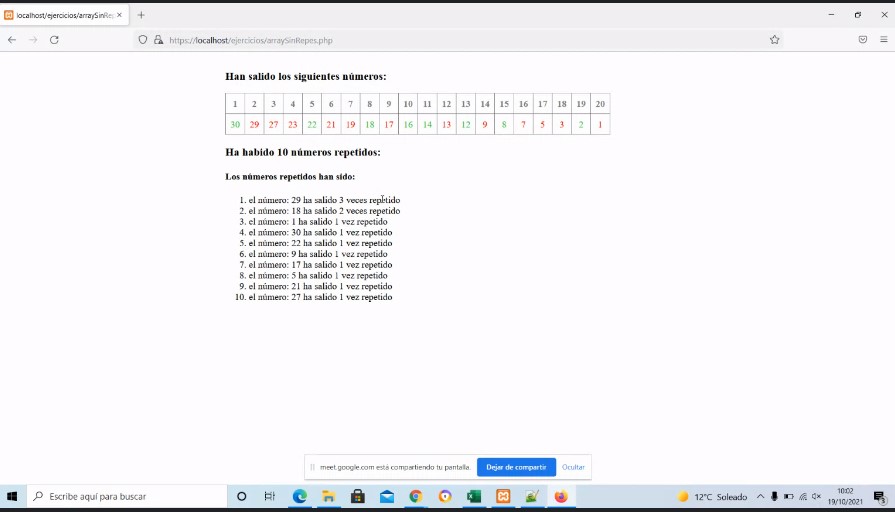 localhost/ejercicios/arraySinRep
https://localhost/ejercicios/arraySinRepes.php
Han salido los siguientes números:
1 2 3 4 5 6 7 8 9 10 11 12 13 14 15 16 17 18 19 20
30 29 27 23 22 21 19 18 17 16 14 13 12 9 8 7 5 3 2 1
Ha habido 10 números repetidos:
Los números repetidos han sido:
1. el número: 29 ha salido 3 veces repetido
2. el número: 18 ha salido 2 veces repetido
3. el número: 1 ha salido 1 vez repetido
4. el número: 30 ha salido 1 vez repetido
5. el número: 22 ha salido 1 vez repetido
6. el número: 9 ha salido 1 vez repetido
7. el número: 17 ha salido 1 vez repetido
8. el número: 5 ha salido 1 vez repetido
9. el número: 21 ha salido 1 vez repetido
10. el número: 27 ha salido 1 vez repetido
meet.google.com está compartiendo tu pantalla.
Dejar de compartir
Ocultar
Escribe aquí para buscar
12°C Soleado
10:02
19/10/2021
3